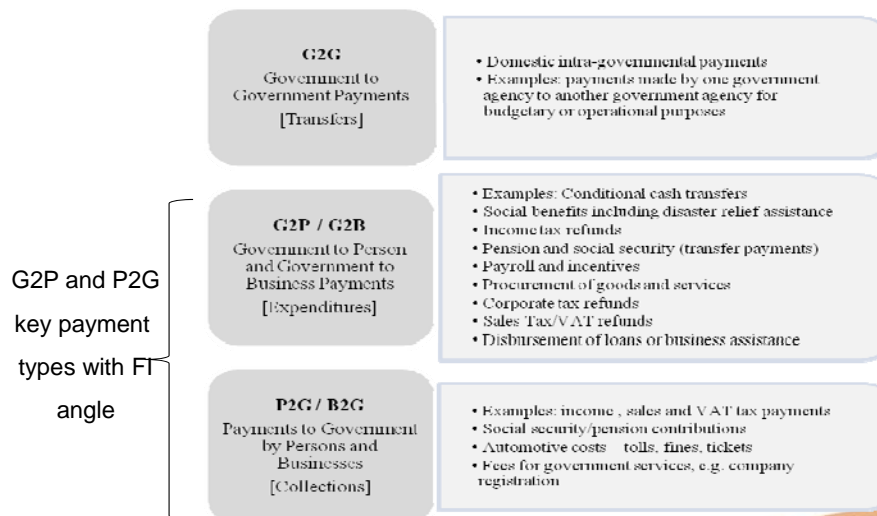 G2G
Government to
Government Payments
[Transfers]
• Domestic intra-governmental payments
• Examples: payments made by one government
agency to another government agency for
budgetary or operational purposes
G2P and P2G
key payment
types with FI
angle
G2P / G2B
Government to Person
and Government to
Business Payments
[Expenditures]
• Examples: Conditional cash transfers
• Social benefits including disaster relief assistance
• Income tax refunds
• Pension and social security (transfer payments)
• Payroll and incentives
• Procurement of goods and services
• Corporate tax refunds
• Sales Tax/VAT refunds
• Disbursement of loans or business assistance
P2G / B2G
Payments to Government
by Persons and
Businesses
[Collections]
• Examples: income , sales and VAT tax payments
• Social security/pension contributions
• Automotive costs tolls, fines, tickets
• Fees for government services, e.g. company
registration